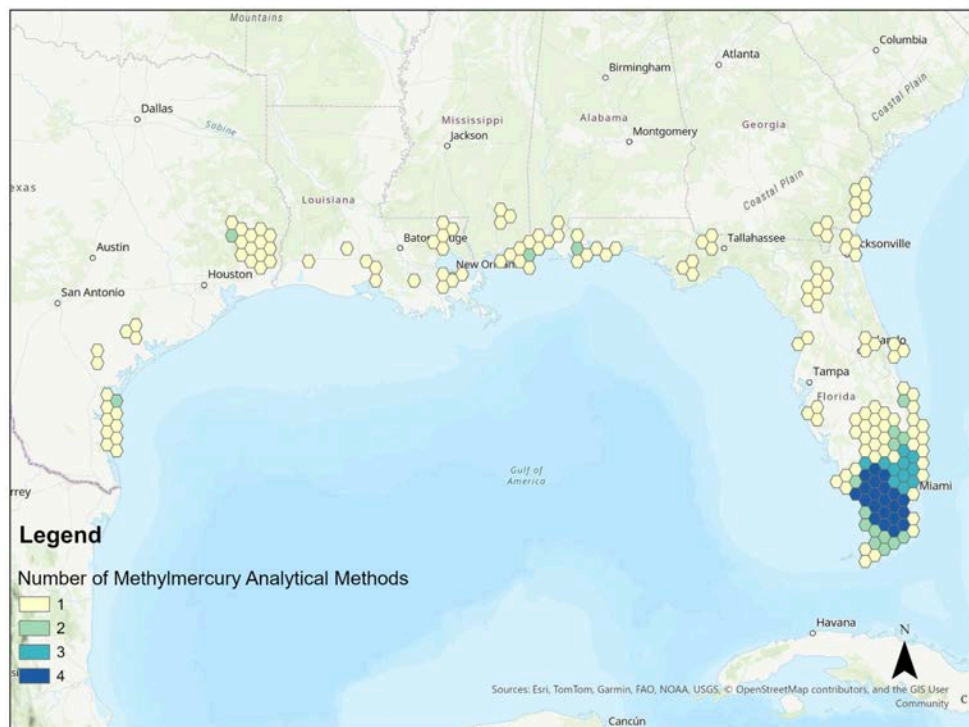 Mountains
Columbia
Atlanta
Birmingham
Dallas
Coastal Plain
Sabine
Mississippi
Alabama
Georgia
Jackson
Montgomery
exas
Coastal Plain
Louisiana
Austin
Tallahassee
cksonville
Houston
New Orlean
San Antonio
Tampa
Florida
Gulf of
America
rrey
Miami
Legend
Number of Methylmercury Analytical Methods
1
2
3
4
Havana
N
Sources: Esri, TomTom, Garmin, FAO, NOAA, USGS, © OpenStreetMap contributors, and the GIS User
Community
C
Cancún